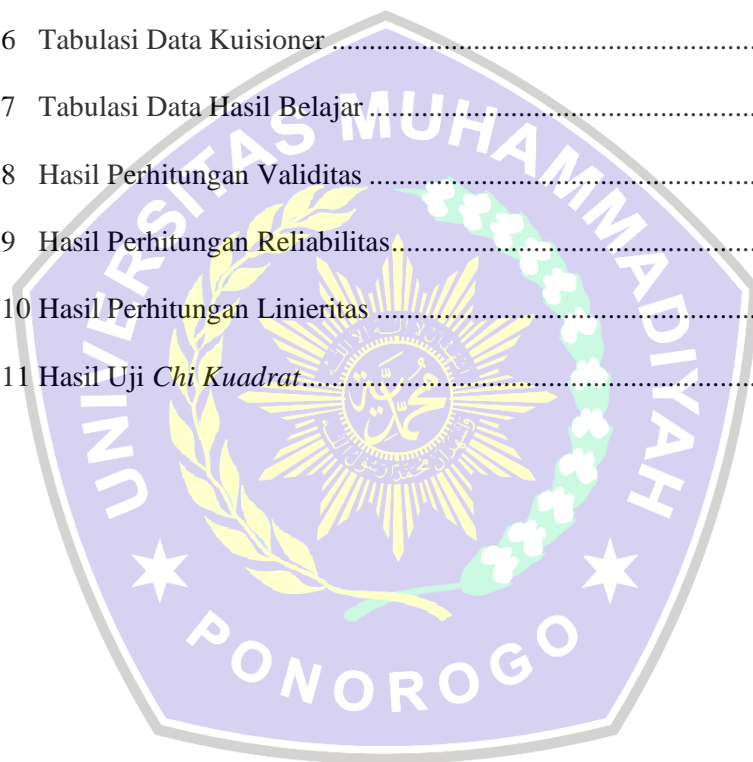 6 Tabulasi Data Kuisioner ........................................................
7 Tabulasi Data Hasil Belajar ...................................................
8 Hasil Perhitungan Validitas ...................................................
9 Hasil Perhitungan Reliabilitas................................................
10 Hasil Perhitungan Linieritas ..................................................
11 Hasil Uji Chi Kuadrat............................................................
UNIVERSITAS MUHAMMADIYAH
PONOROGO
محمدية